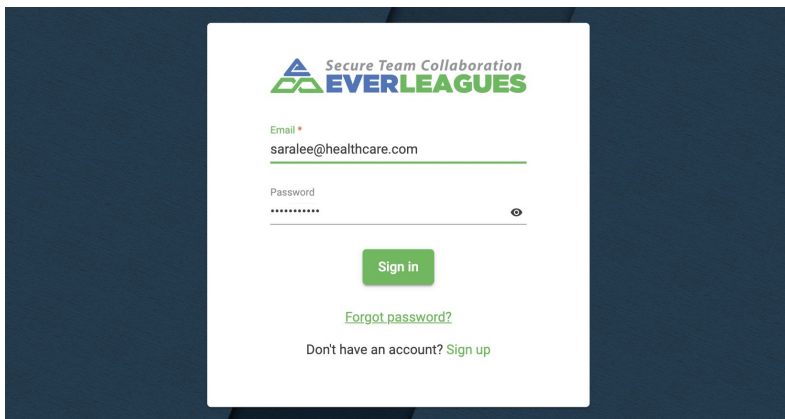 Secure Team Collaboration
EVERLEAGUES
Email *
saralee@healthcare.com
Password
•••••••••••
Sign in
Forgot password?
Don't have an account? Sign up